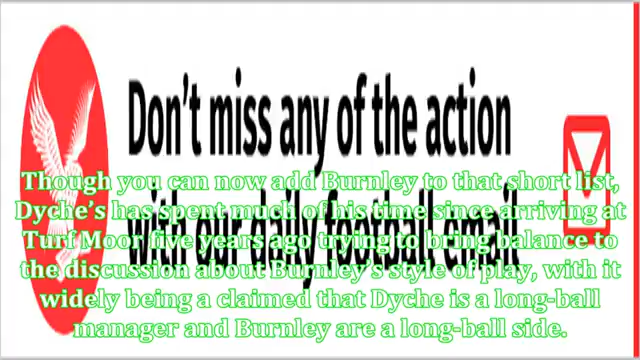 Don't miss any of the action
with our daily football email
Though you can now add Burnley to that short list,
Dyche's has spent much of his time since arriving at
Turf Moor five years ago trying to bring balance to
the discussion about Burnley's style of play, with it
widely being a claimed that Dyche is a long-ball
manager and Burnley are a long-ball side.